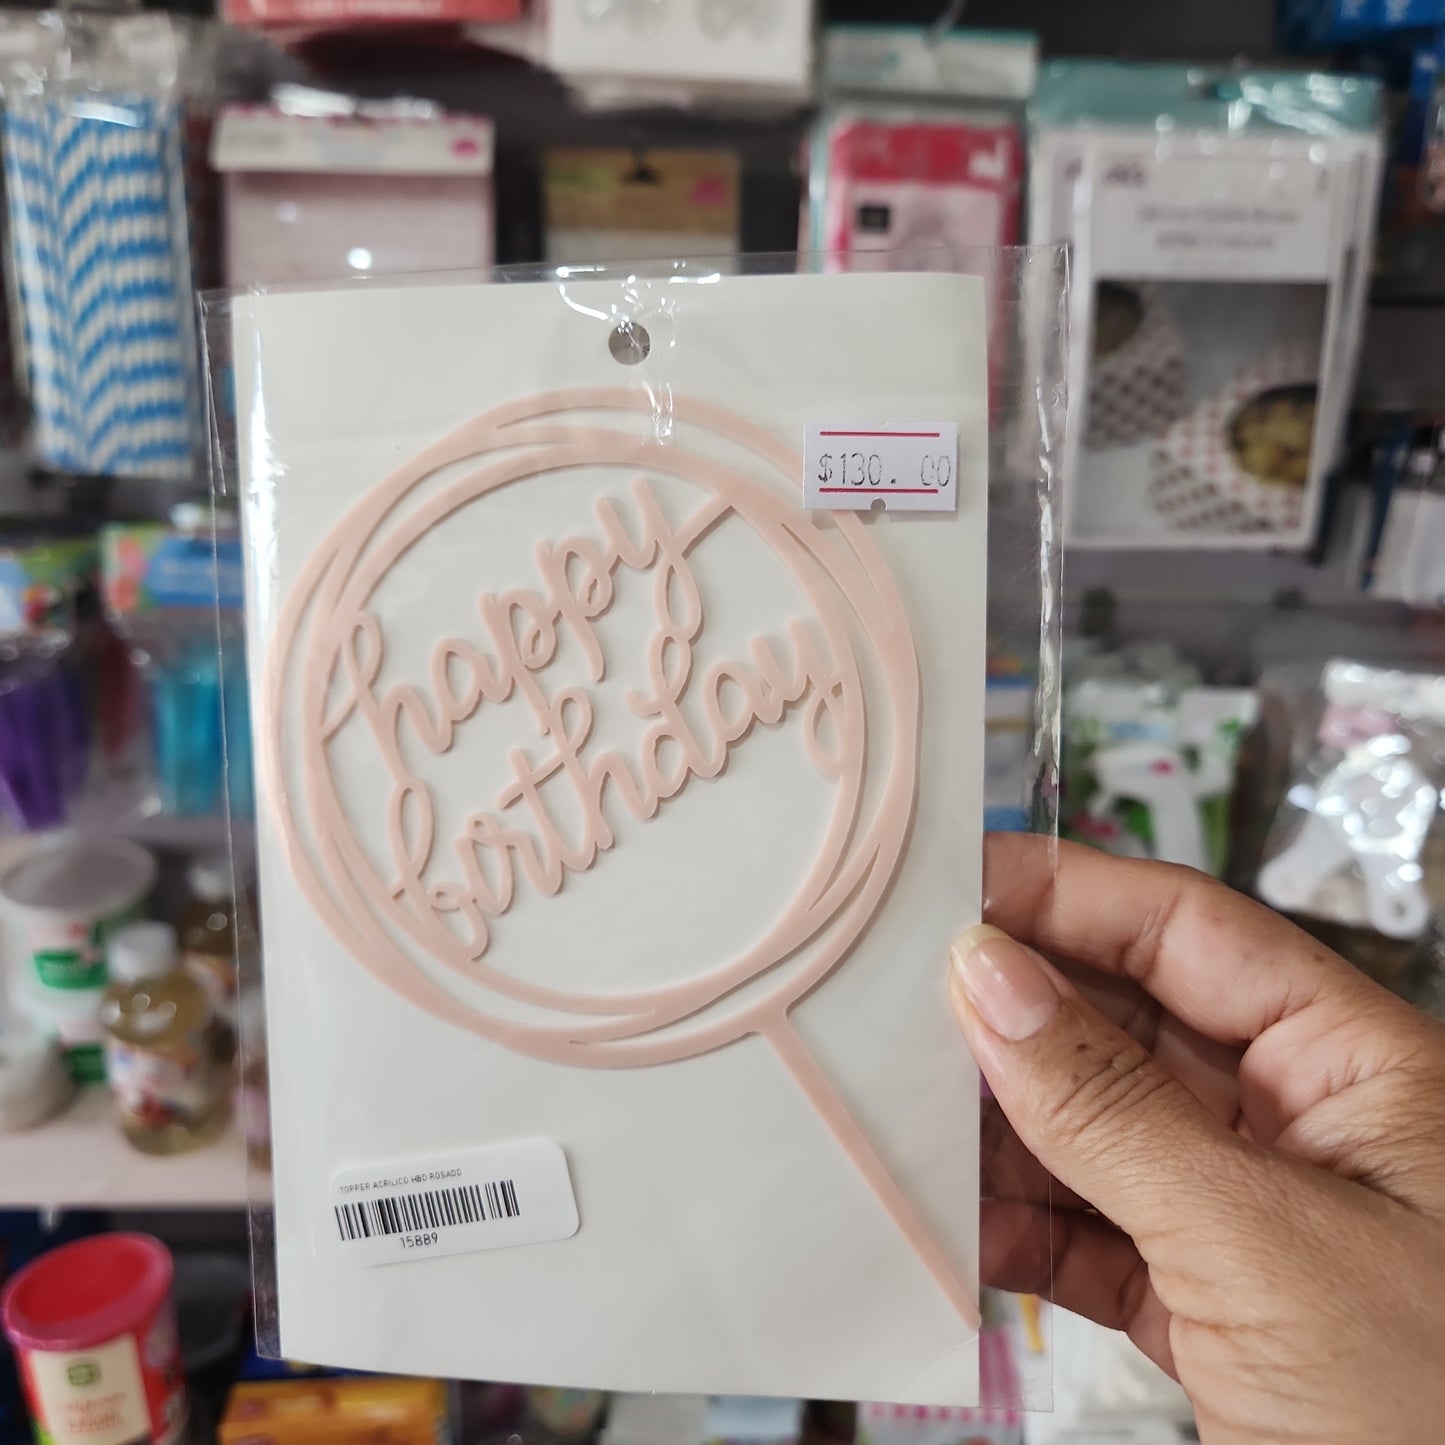 $130.00
happy
birthday
TOPPER ACRILICO HBD ROSADO
15889